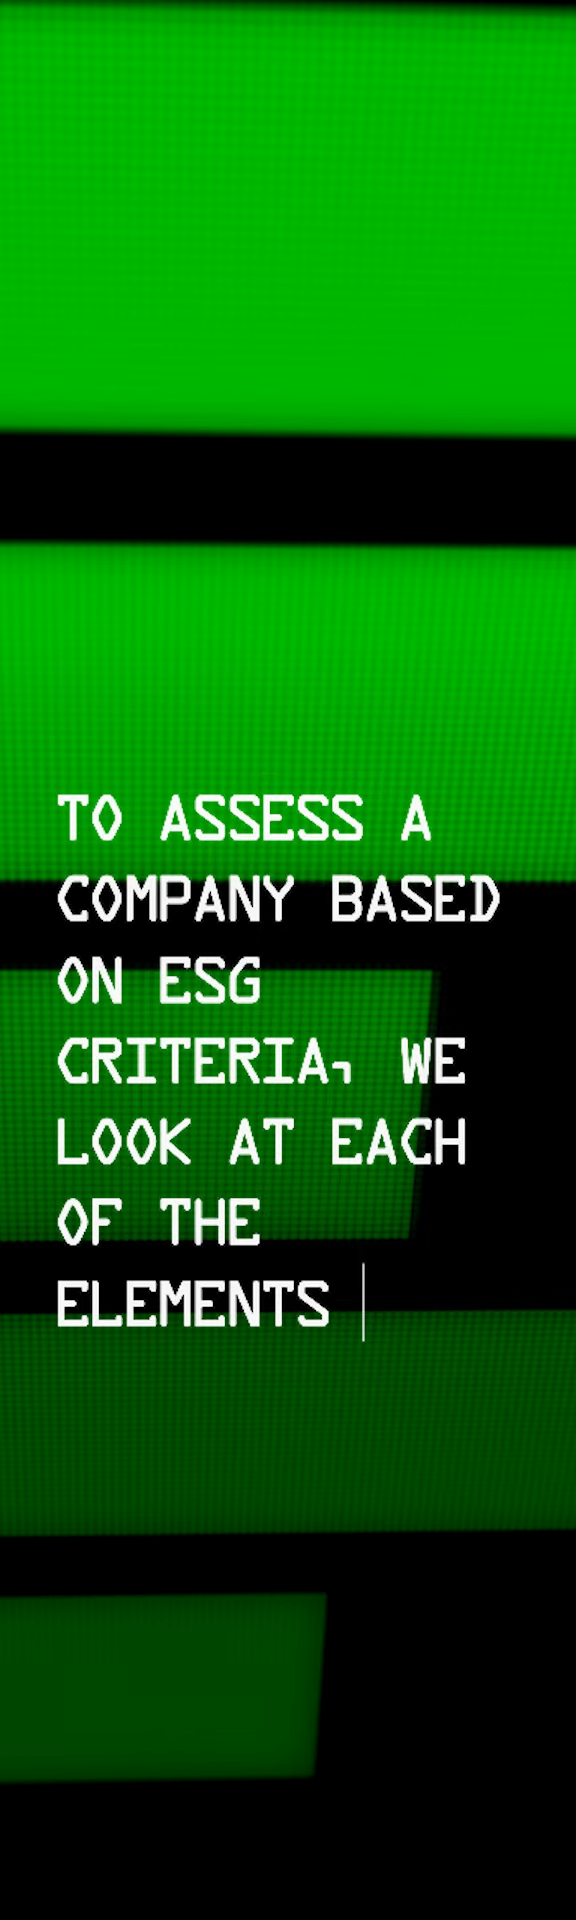 TO ASSESS A
COMPANY BASED
ON ESG
CRITERIA, WE
LOOK AT EACH
OF THE
ELEMENTS